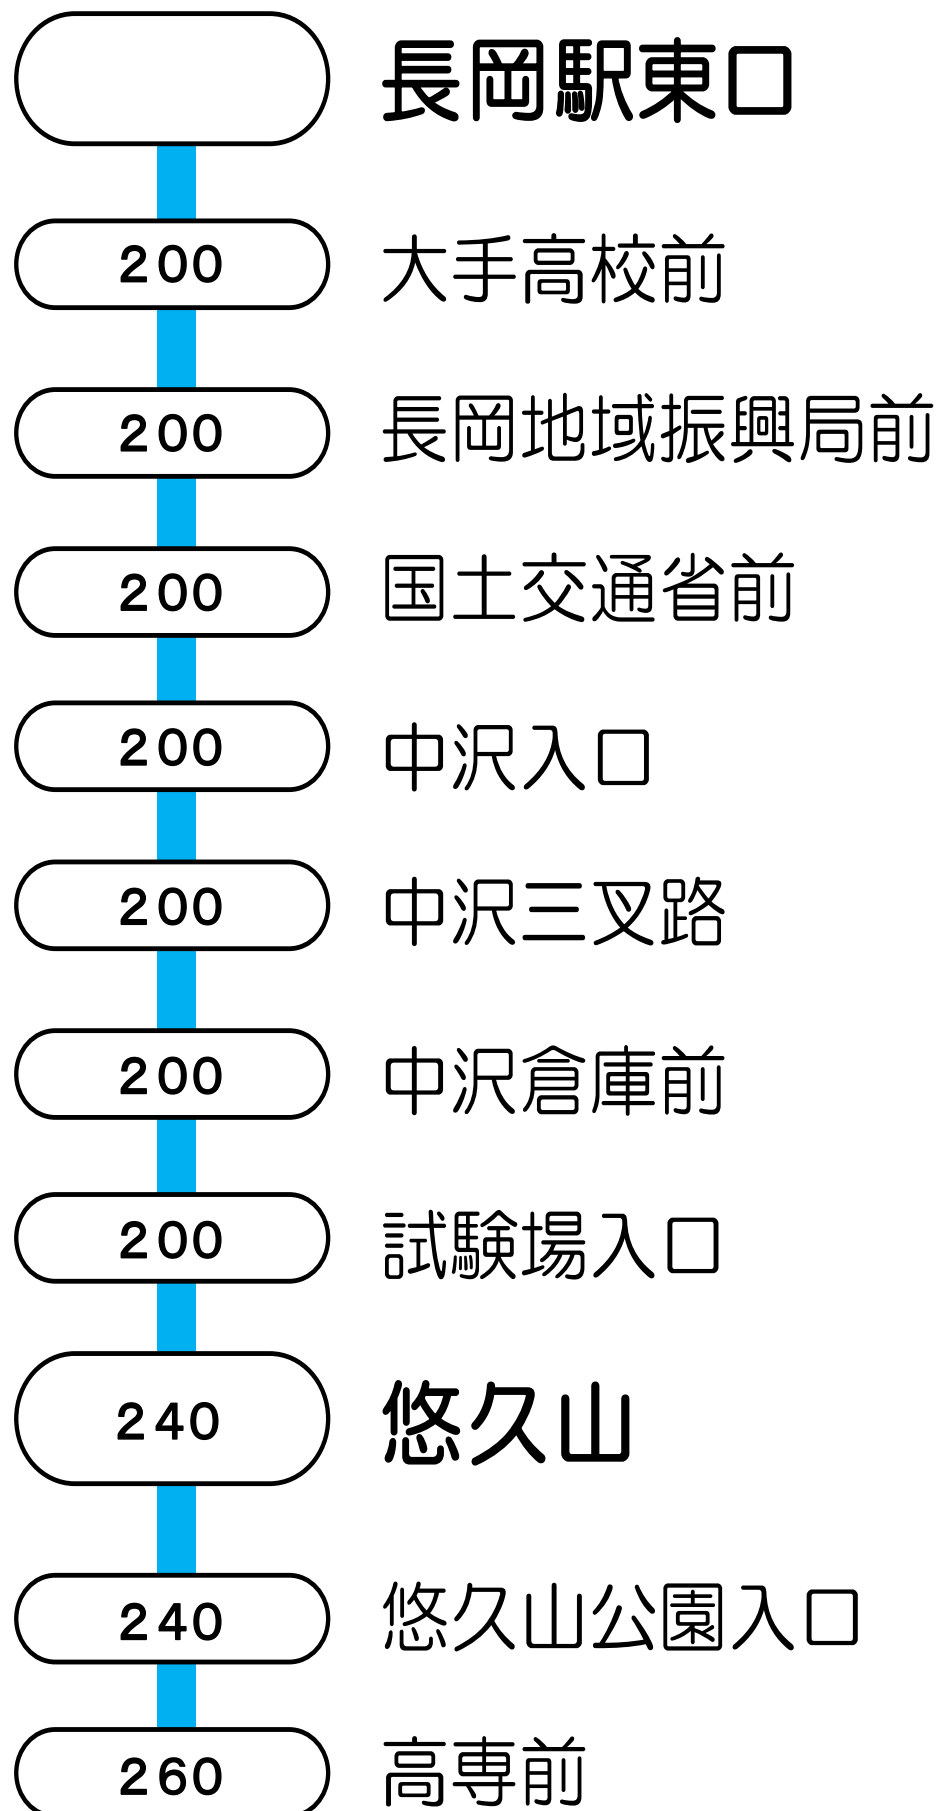 長岡駅東口
200 大手高校前
200 長岡地域振興局前
200 国土交通省前
200 中沢入口
200 中沢三叉路
200 中沢倉庫前
200 試験場入口
240 悠久山
240 悠久山公園入口
260 高専前